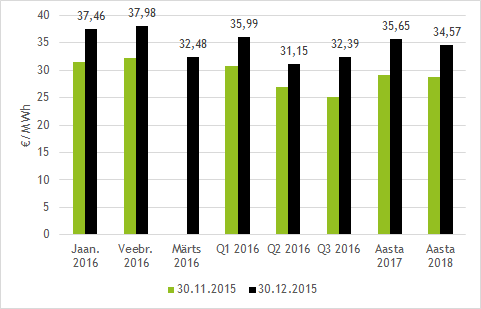 40
35
30
25
20
15
10
5
0
€/MWh
37,46
37,98
32,48
35,99
31,15
32,39
35,65
34,57
Jaan.
2016
Veebr.
2016
Märts
2016
Q1 2016
Q2 2016
Q3 2016
Aasta
2017
Aasta
2018
30.11.2015
30.12.2015